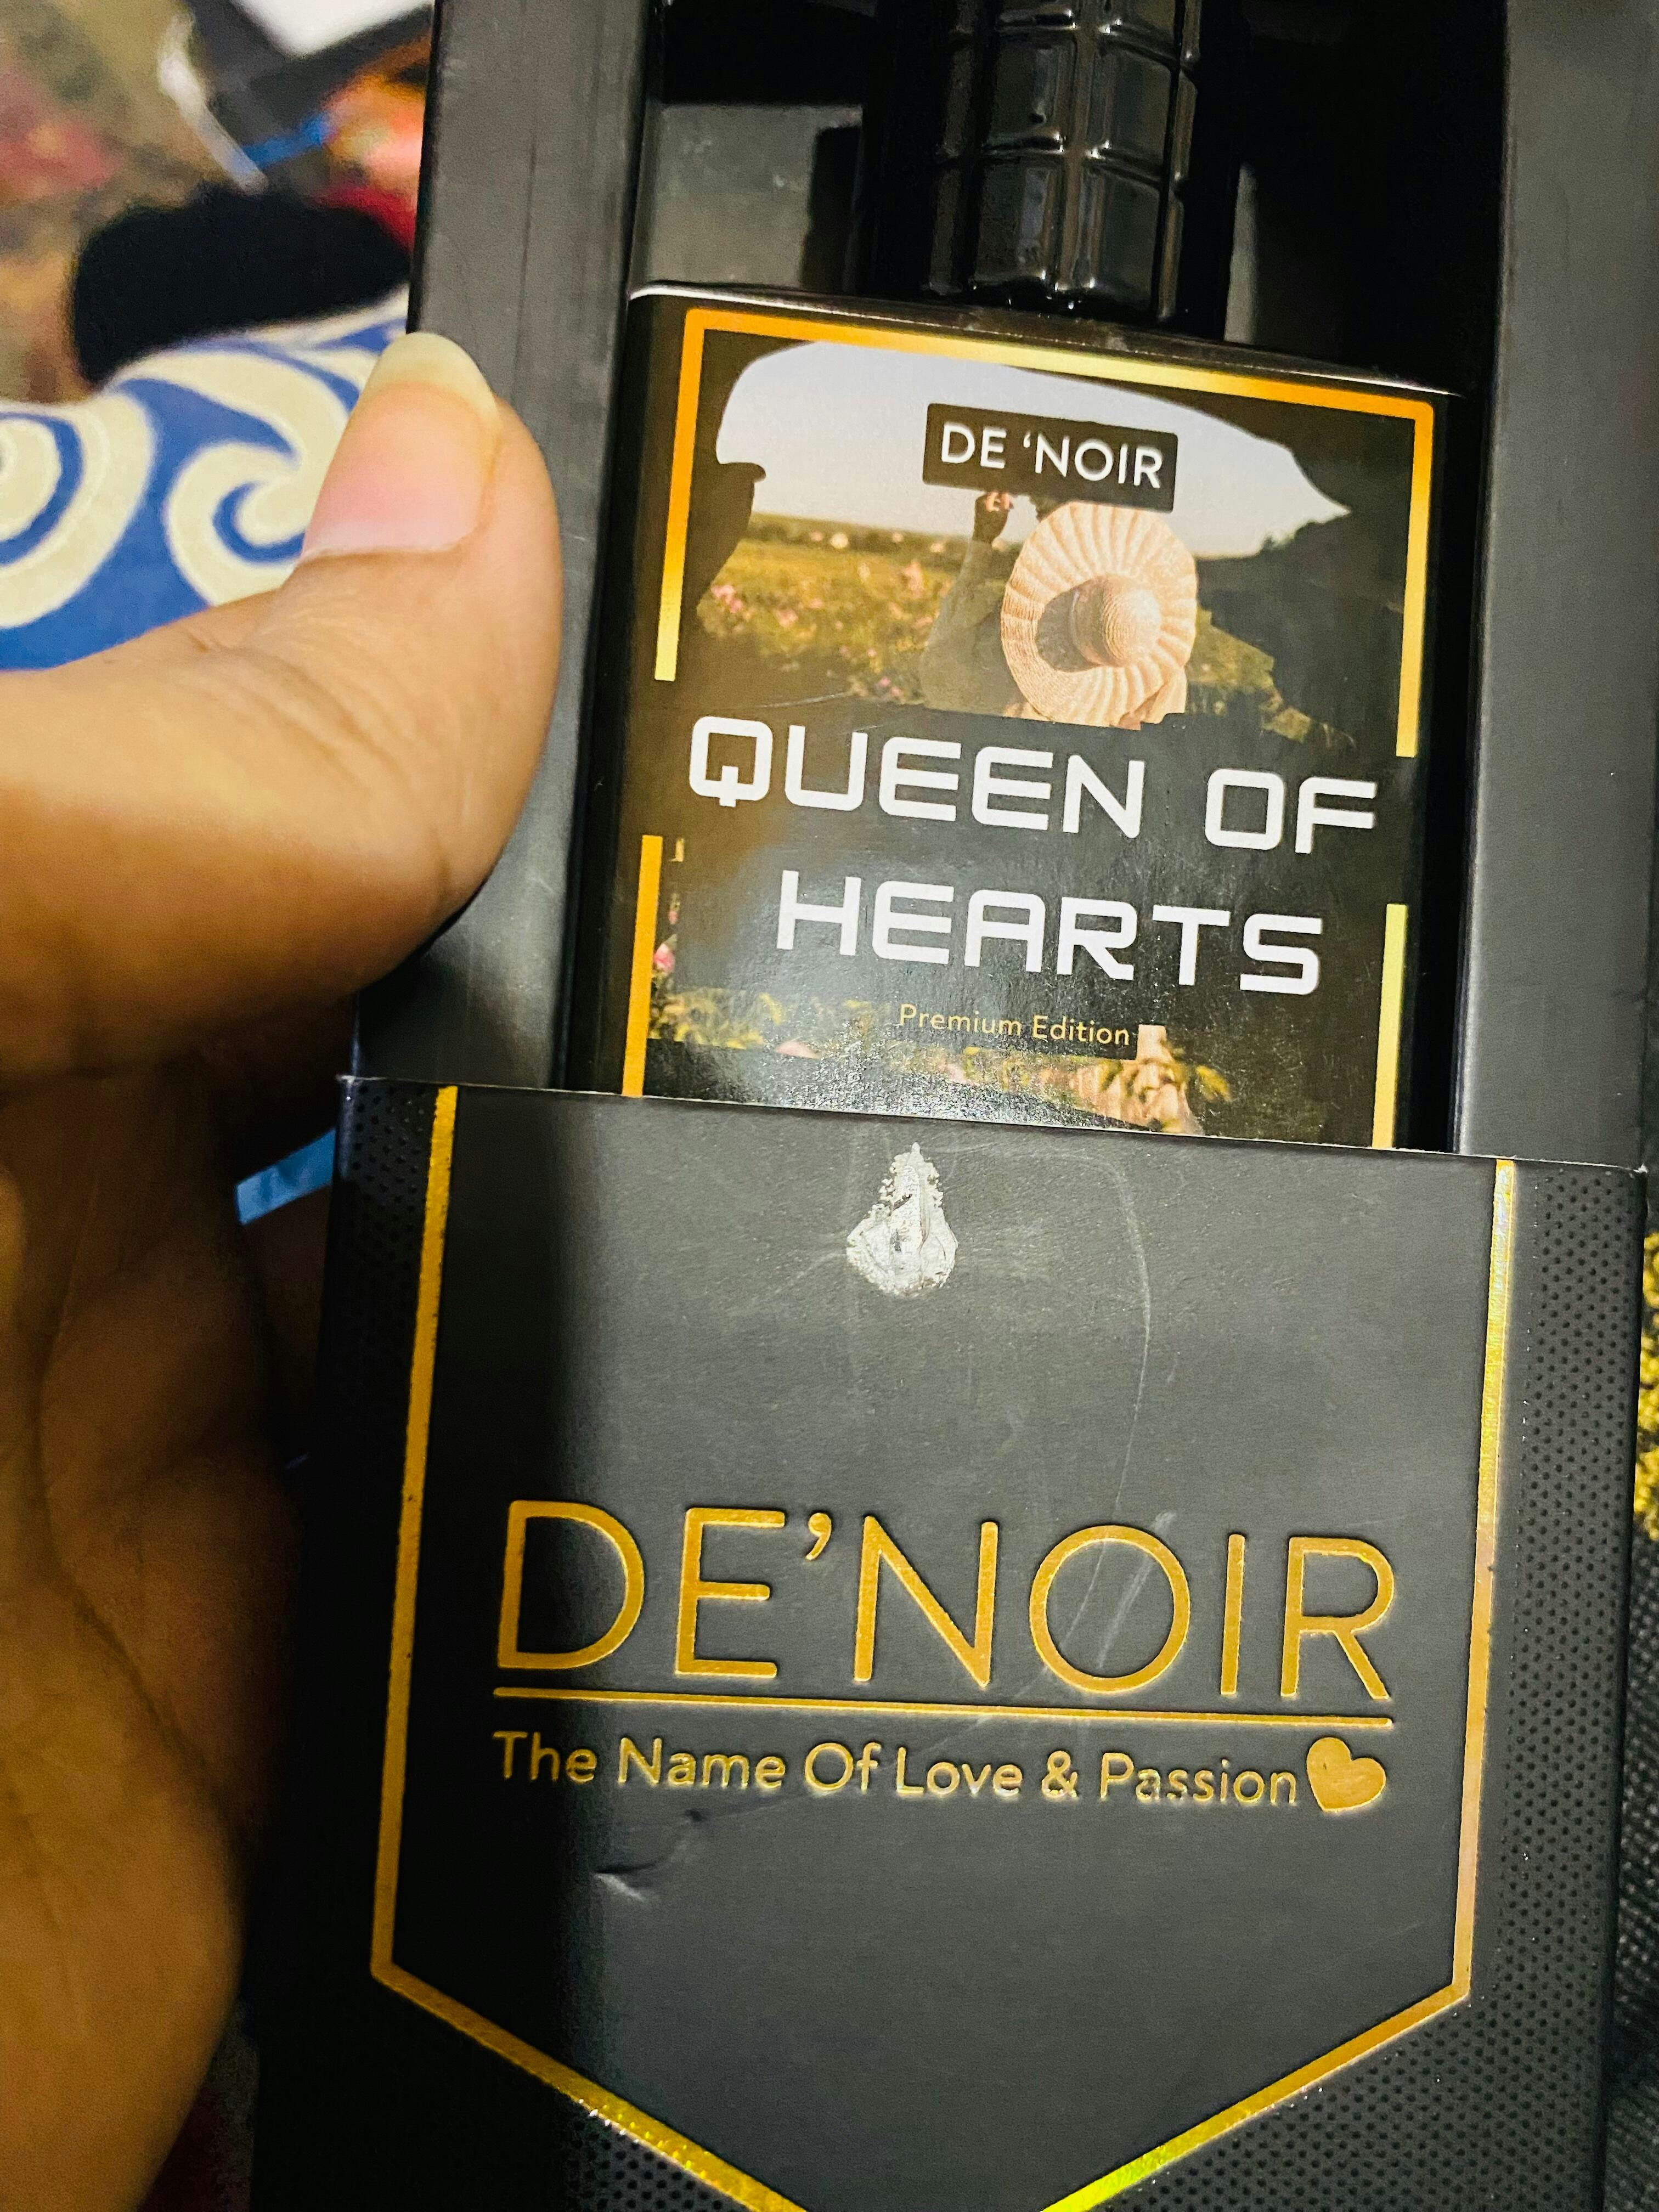 DE ‘NOIR
QUEEN OF
HEARTS
Premium Edition
DE’NOIR
The Name Of Love & Passion